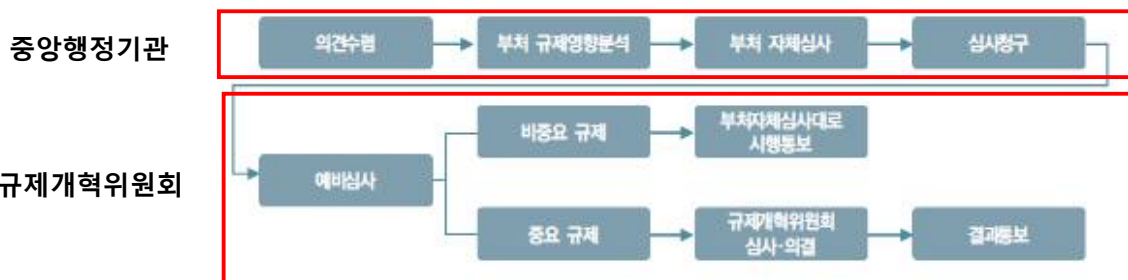 중앙행정기관
의견수렴
부처 규제영향분석
부처 자체심사
심사청구
규제개혁위원회
예비심사
비중요 규제
부처자체심사대로
시행통보
중요 규제
규제개혁위원회
심사·의결
결과통보